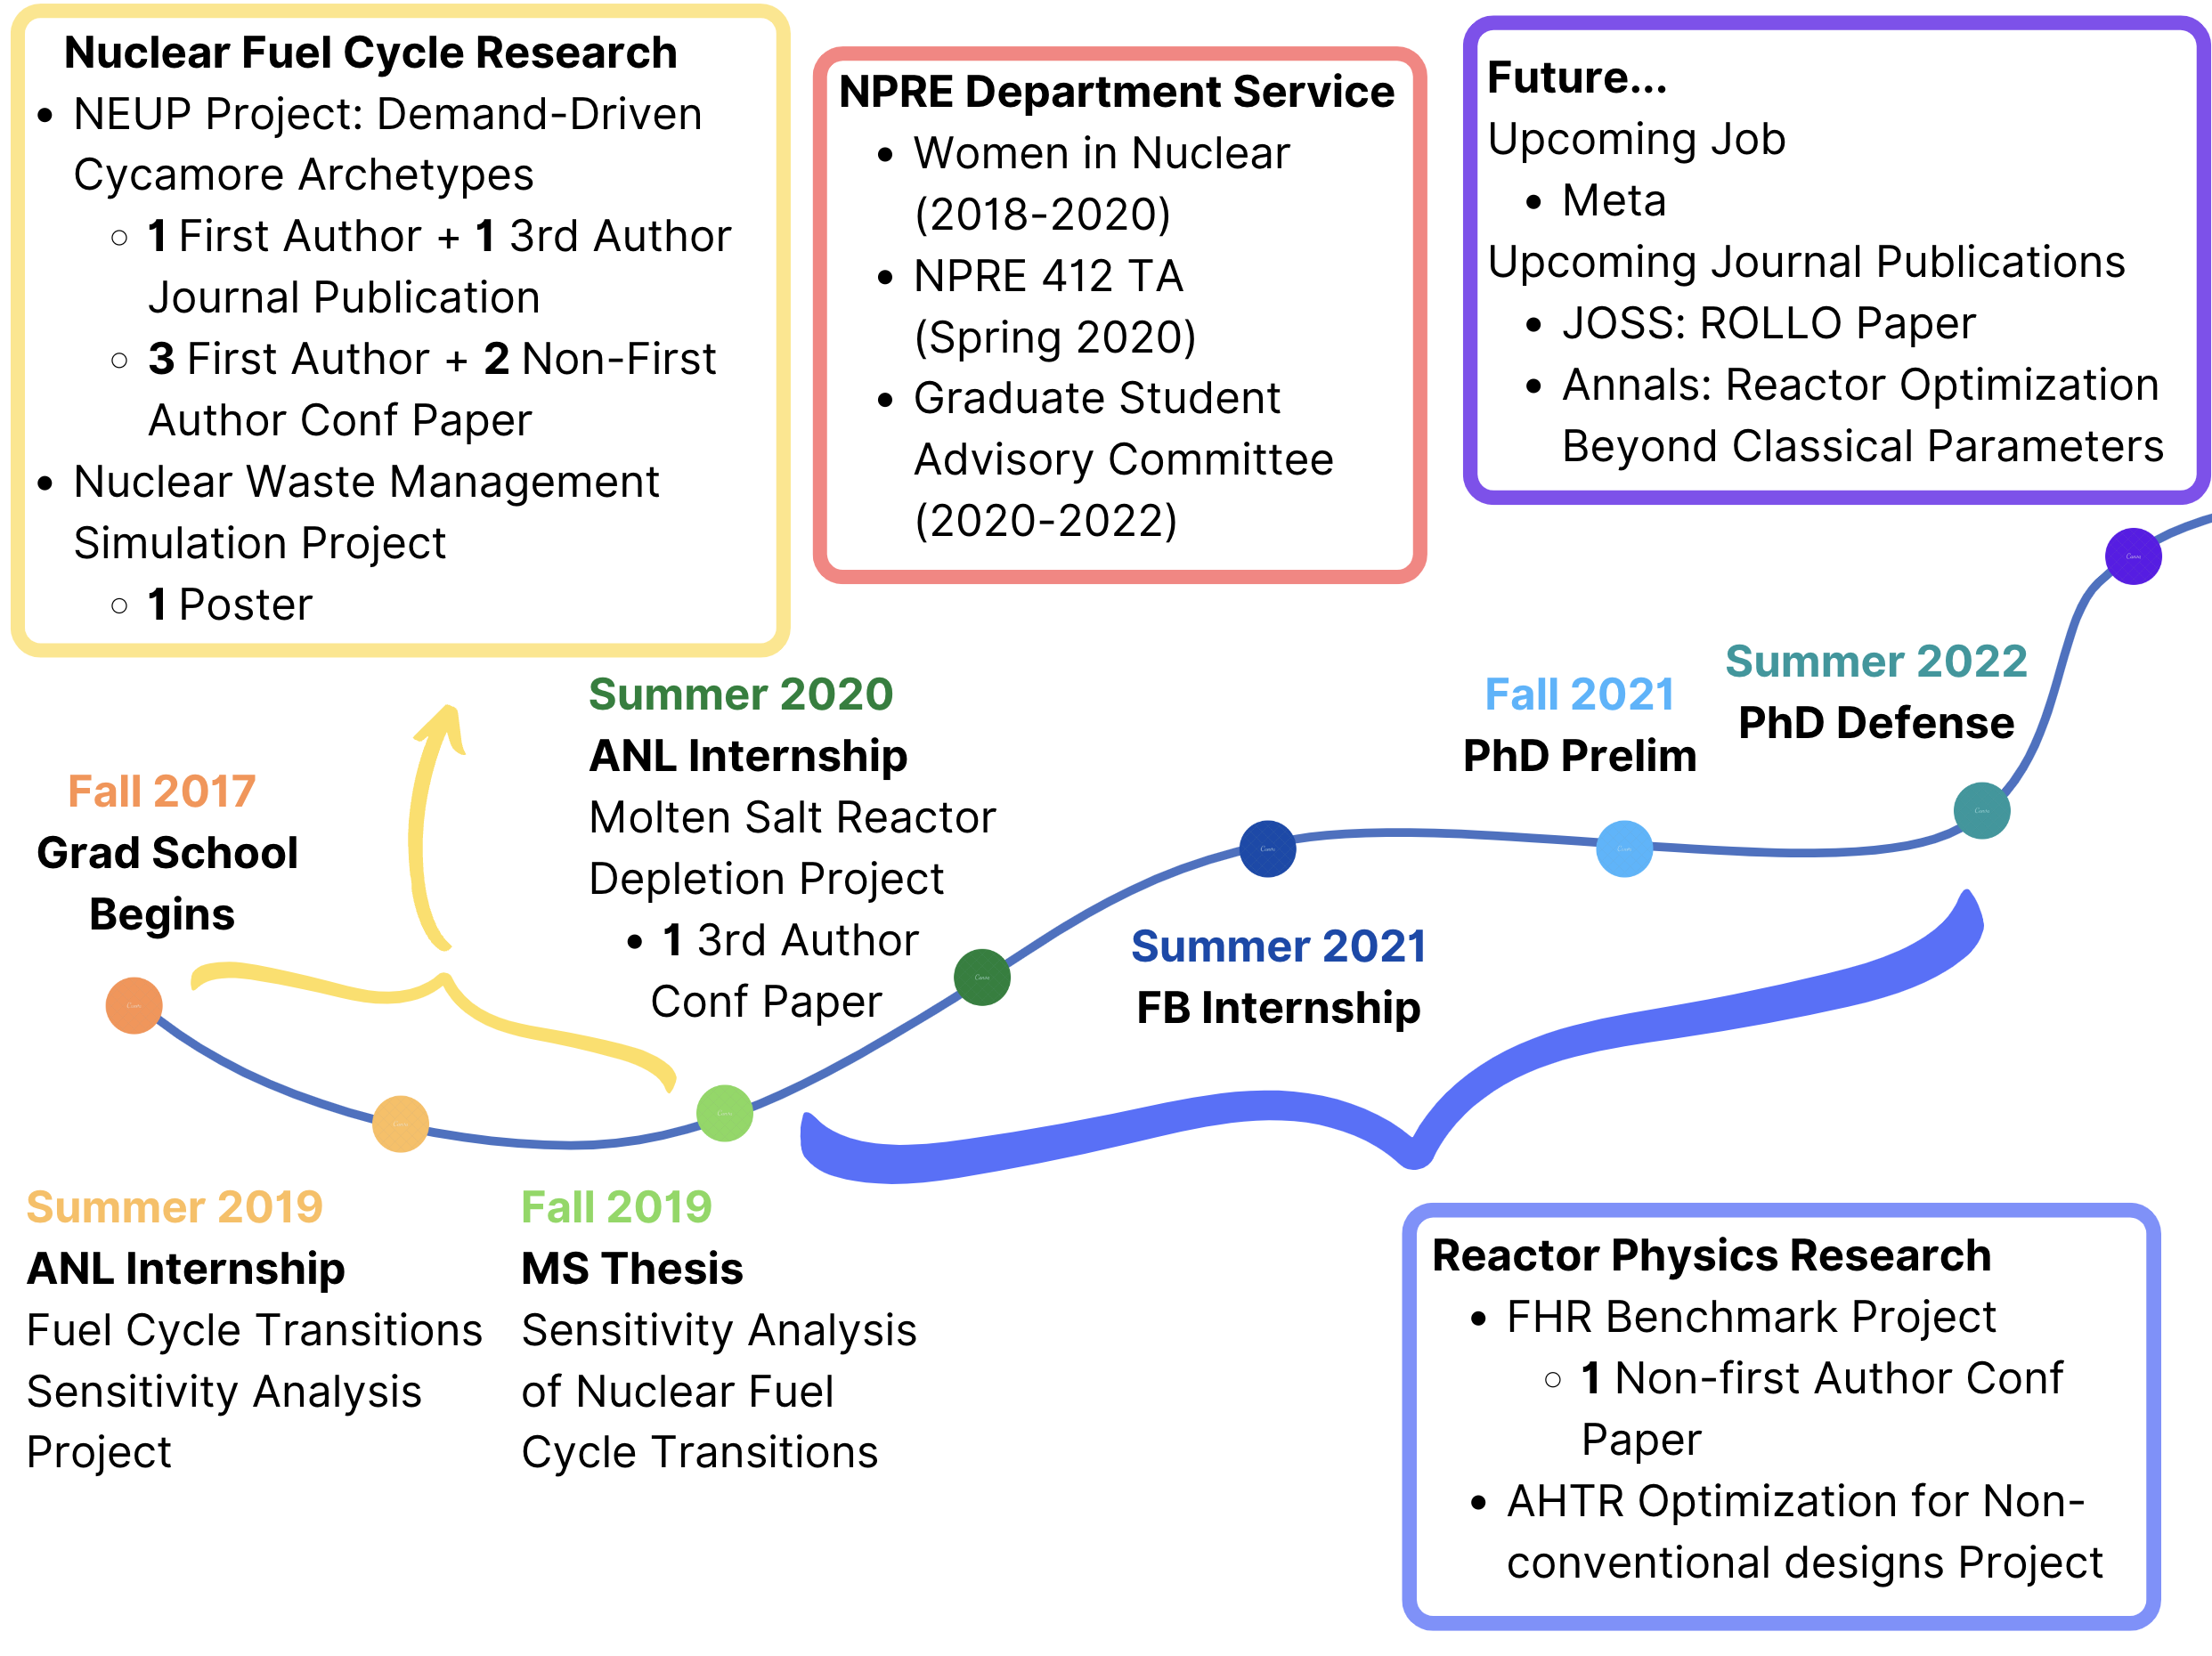 Nuclear Fuel Cycle Research
• NEUP Project: Demand-Driven
Cycamore Archetypes
◦ 1 First Author + 1 3rd Author
Journal Publication
◦ 3 First Author + 2 Non-First
Author Conf Paper
• Nuclear Waste Management
Simulation Project
◦ 1 Poster
NPRE Department Service
• Women in Nuclear
(2018-2020)
• NPRE 412 TA
(Spring 2020)
• Graduate Student
Advisory Committee
(2020-2022)
Future...
Upcoming Job
• Meta
Upcoming Journal Publications
• JOSS: ROLLO Paper
• Annals: Reactor Optimization
Beyond Classical Parameters
Fall 2017
Grad School
Begins
Summer 2020
ANL Internship
Molten Salt Reactor
Depletion Project
• 1 3rd Author
Conf Paper
Summer 2021
FB Internship
Fall 2021
PhD Prelim
Summer 2022
PhD Defense
Summer 2019
ANL Internship
Fuel Cycle Transitions
Sensitivity Analysis
Project
Fall 2019
MS Thesis
Sensitivity Analysis
of Nuclear Fuel
Cycle Transitions
Reactor Physics Research
• FHR Benchmark Project
◦ 1 Non-first Author Conf
Paper
• AHTR Optimization for Non-
conventional designs Project